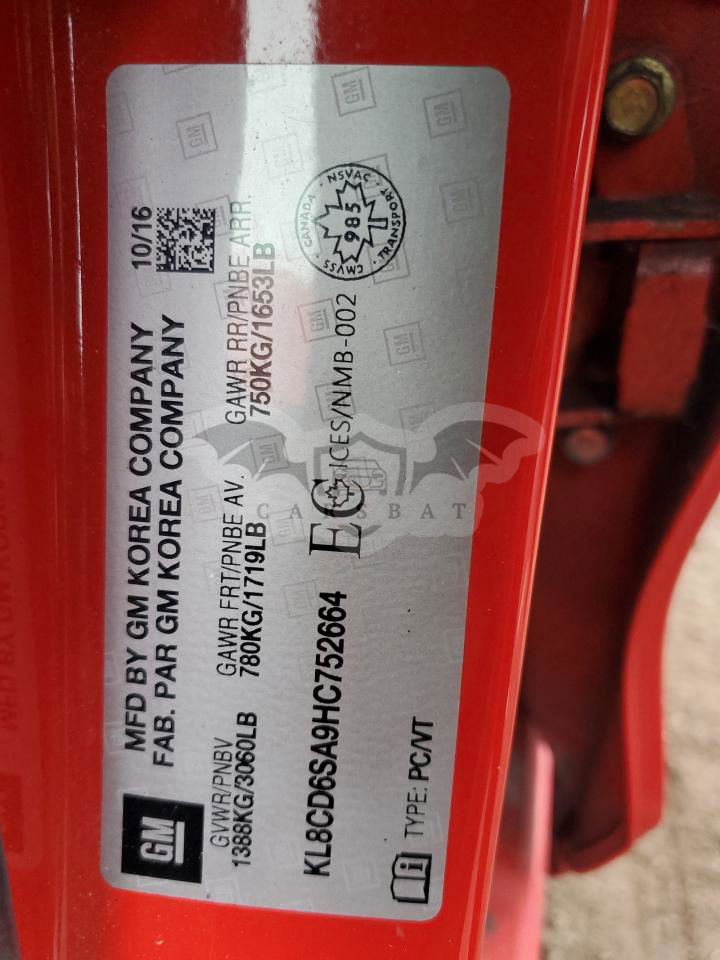 GM
MFD BY GM KOREA COMPANY 10/16
FAB. PAR GM KOREA COMPANY
GVWR/PNBV GAWR FRT/PNBE AV. GAWR RR/PNBE ARR.
1388KG/3060LB 780KG/1719LB 750KG/1653LB
KL8CD6SA9HC752664
EC ICES/NMB-002
CANADA · NSVAC · TRANSPORT · CMVSS
985
TYPE: PC/VT
CARSBAT